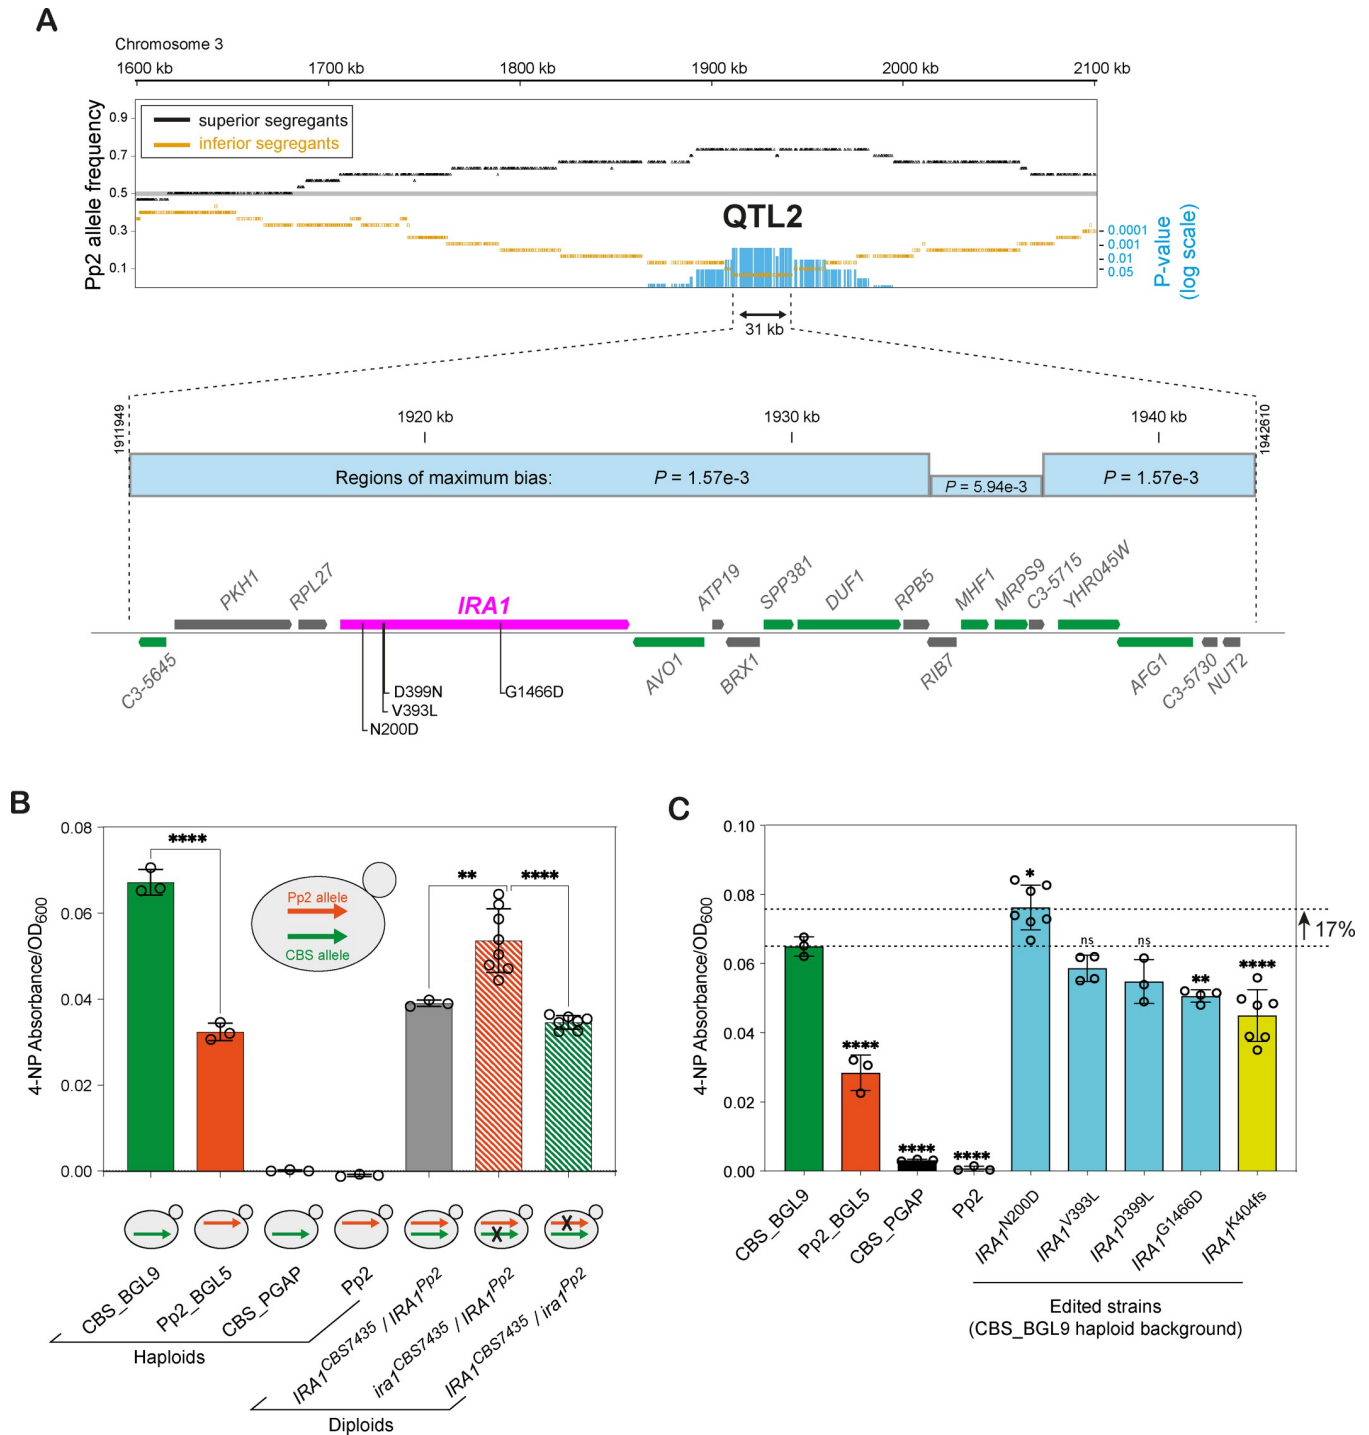 A
Chromosome 3
1600 kb 1700 kb 1800 kb 1900 kb 2000 kb 2100 kb
Pp2 allele frequency
0.9
0.7
0.5
0.3
0.1
superior segregants
inferior segregants
QTL2
0.0001
0.001
0.01
0.05
P-value
(log scale)
31 kb
1911949
1920 kb 1930 kb 1940 kb
1942610
Regions of maximum bias: P = 1.57e-3
P = 5.94e-3
P = 1.57e-3
PKH1 RPL27 IRA1 ATP19 SPP381 DUF1 RPB5 MHF1 MRPS9 C3-5715 YHR045W
C3-5645 AVO1 BRX1 RIB7 AFG1 C3-5730 NUT2
D399N
G1466D
V393L
N200D
B
4-NP Absorbance/OD600
0.08
0.06
0.04
0.02
0.00
**** ** ****
Pp2 allele
CBS allele
X X
CBS_BGL9
Pp2_BGL5
CBS_PGAP
Pp2
IRA1CBS7435 / IRA1Pp2
ira1CBS7435 / IRA1Pp2
IRA1CBS7435 / ira1Pp2
Haploids
Diploids
C
4-NP Absorbance/OD600
0.10
0.08
0.06
0.04
0.02
0.00
**** **** **** * ns ns ** ****
17%
CBS_BGL9
Pp2_BGL5
CBS_PGAP
Pp2
IRA1N200D
IRA1V393L
IRA1D399L
IRA1G1466D
IRA1K404fs
Edited strains
(CBS_BGL9 haploid background)